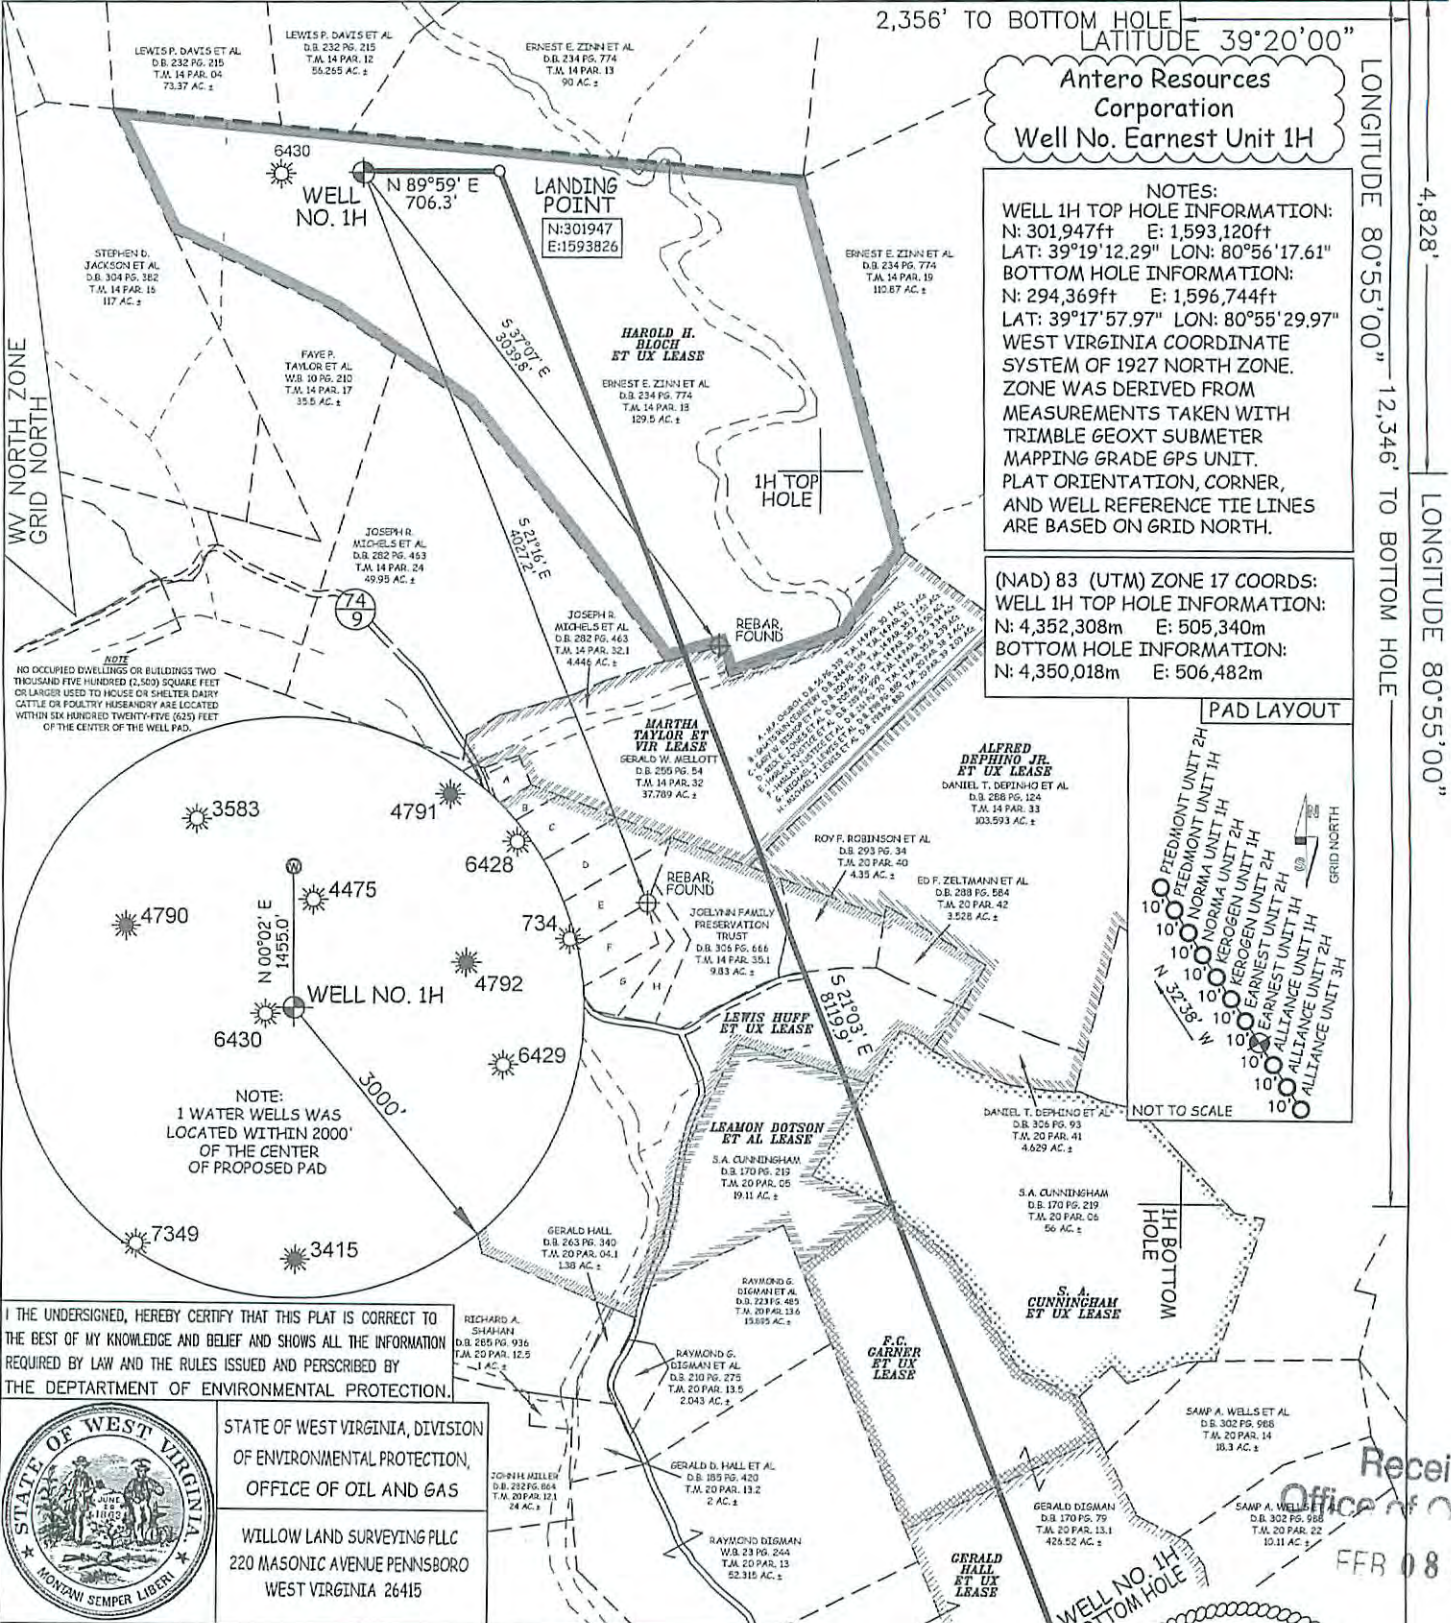 2,356' TO BOTTOM HOLE
LATITUDE 39°20'00"
Antero Resources
Corporation
Well No. Earnest Unit 1H
NOTES:
WELL 1H TOP HOLE INFORMATION:
N: 301,947ft E: 1,593,120ft
LAT: 39°19'12.29" LON: 80°56'17.61"
BOTTOM HOLE INFORMATION:
N: 294,369ft E: 1,596,744ft
LAT: 39°17'57.97" LON: 80°55'29.97"
WEST VIRGINIA COORDINATE
SYSTEM OF 1927 NORTH ZONE.
ZONE WAS DERIVED FROM
MEASUREMENTS TAKEN WITH
TRIMBLE GEOXT SUBMETER
MAPPING GRADE GPS UNIT.
PLAT ORIENTATION, CORNER,
AND WELL REFERENCE TIE LINES
ARE BASED ON GRID NORTH.
(NAD) 83 (UTM) ZONE 17 COORDS:
WELL 1H TOP HOLE INFORMATION:
N: 4,352,308m E: 505,340m
BOTTOM HOLE INFORMATION:
N: 4,350,018m E: 506,482m
LONGITUDE 80°55'00"
12,346' TO BOTTOM HOLE
4,828'
LONGITUDE 80°55'00"
PAD LAYOUT
PIEDMONT UNIT 2H
PIEDMONT UNIT 1H
NORMA UNIT 1H
NORMA UNIT 2H
KEROGEN UNIT 1H
KEROGEN UNIT 2H
EARNEST UNIT 2H
EARNEST UNIT 1H
ALLIANCE UNIT 1H
ALLIANCE UNIT 2H
ALLIANCE UNIT 3H
10'
10'
10'
10'
10'
10'
10'
10'
10'
10'
N 32°38' W
GRID NORTH
NOT TO SCALE
LEWIS P. DAVIS ET AL
D.B. 232 PG. 215
T.M. 14 PAR. 04
73.37 AC. ±
LEWIS P. DAVIS ET AL
D.B. 232 PG. 215
T.M. 14 PAR. 12
56.265 AC. ±
ERNEST E. ZINN ET AL
D.B. 234 PG. 774
T.M. 14 PAR. 13
90 AC. ±
6430
WELL
NO. 1H
N 89°59' E
706.3'
LANDING
POINT
N:301947
E:1593826
STEPHEN D.
JACKSON ET AL
D.B. 304 PG. 382
T.M. 14 PAR. 15
117 AC. ±
ERNEST E. ZINN ET AL
D.B. 234 PG. 774
T.M. 14 PAR. 19
110.87 AC. ±
HAROLD H.
BLOCH
ET UX LEASE
ERNEST E. ZINN ET AL
D.B. 234 PG. 774
T.M. 14 PAR. 18
129.5 AC. ±
S 37°07' E
3039.8'
FAYE P.
TAYLOR ET AL
W.B. 10 PG. 210
T.M. 14 PAR. 17
35.5 AC. ±
WV NORTH ZONE
GRID NORTH
1H TOP
HOLE
S 21°16' E
4027.2'
JOSEPH R.
MICHELS ET AL
D.B. 282 PG. 463
T.M. 14 PAR. 24
49.95 AC. ±
74
9
JOSEPH R.
MICHELS ET AL
D.B. 282 PG. 463
T.M. 14 PAR. 32.1
4.446 AC. ±
REBAR,
FOUND
NOTE
NO OCCUPIED DWELLINGS OR BUILDINGS TWO
THOUSAND FIVE HUNDRED (2,500) SQUARE FEET
OR LARGER USED TO HOUSE OR SHELTER DAIRY
CATTLE OR POULTRY HUSBANDRY ARE LOCATED
WITHIN SIX HUNDRED TWENTY-FIVE (625) FEET
OF THE CENTER OF THE WELL PAD.
MARTHA
TAYLOR ET
VIR LEASE
GERALD W. MELLOTT
D.B. 255 PG. 54
T.M. 14 PAR. 32
37.789 AC. ±
ALFRED
DEPHINO JR.
ET UX LEASE
DANIEL T. DEPINHO ET AL
D.B. 288 PG. 124
T.M. 14 PAR. 33
103.593 AC. ±
ROY F. ROBINSON ET AL
D.B. 293 PG. 34
T.M. 20 PAR. 40
4.35 AC. ±
ED F. ZELTMANN ET AL
D.B. 288 PG. 584
T.M. 20 PAR. 42
3.528 AC. ±
A
B
C
D
E
F
G
H
REBAR,
FOUND
JOELYNN FAMILY
PRESERVATION
TRUST
D.B. 306 PG. 666
T.M. 14 PAR. 35.1
9.83 AC. ±
3583
4791
6428
4475
4790
734
4792
N 00°02' E
1455.0'
W
WELL NO. 1H
6430
6429
3000'
NOTE:
1 WATER WELLS WAS
LOCATED WITHIN 2000'
OF THE CENTER
OF PROPOSED PAD
7349
3415
LEWIS HUFF
ET UX LEASE
S 21°03' E
8119.9'
LEAMON DOTSON
ET AL LEASE
S.A. CUNNINGHAM
D.B. 170 PG. 219
T.M. 20 PAR. 05
19.11 AC. ±
DANIEL T. DEPHINO ET AL
D.B. 306 PG. 93
T.M. 20 PAR. 41
4.629 AC. ±
S.A. CUNNINGHAM
D.B. 170 PG. 219
T.M. 20 PAR. 06
56 AC. ±
1H BOTTOM
HOLE
S. A.
CUNNINGHAM
ET UX LEASE
GERALD HALL
D.B. 263 PG. 340
T.M. 20 PAR. 04.1
1.38 AC. ±
RAYMOND G.
DIGMAN ET AL
D.B. 223 PG. 485
T.M. 20 PAR. 13.6
15.885 AC. ±
F.C.
GARNER
ET UX
LEASE
RICHARD A.
SHAHAN
D.B. 265 PG. 936
T.M. 20 PAR. 12.5
1 AC. ±
RAYMOND G.
DIGMAN ET AL
D.B. 210 PG. 275
T.M. 20 PAR. 13.5
2.043 AC. ±
SAMP A. WELLS ET AL
D.B. 302 PG. 988
T.M. 20 PAR. 14
18.3 AC. ±
JOHN H. MILLER
D.B. 252 PG. 664
T.M. 20 PAR. 12.1
24 AC. ±
GERALD D. HALL ET AL
D.B. 185 PG. 420
T.M. 20 PAR. 13.2
2 AC. ±
GERALD DIGMAN
D.B. 170 PG. 79
T.M. 20 PAR. 13.1
426.52 AC. ±
SAMP A. WELLS ET
D.B. 302 PG. 988
T.M. 20 PAR. 22
10.11 AC. ±
RAYMOND DIGMAN
W.B. 23 PG. 244
T.M. 20 PAR. 13
52.315 AC. ±
GERALD
HALL
ET UX
LEASE
WELL NO. 1H
BOTTOM HOLE
Recei
Office of O
FEB 08
I THE UNDERSIGNED, HEREBY CERTIFY THAT THIS PLAT IS CORRECT TO
THE BEST OF MY KNOWLEDGE AND BELIEF AND SHOWS ALL THE INFORMATION
REQUIRED BY LAW AND THE RULES ISSUED AND PERSCRIBED BY
THE DEPTARTMENT OF ENVIRONMENTAL PROTECTION.
STATE OF WEST VIRGINIA
JUNE 20 1863
MONTANI SEMPER LIBERI
STATE OF WEST VIRGINIA, DIVISION
OF ENVIRONMENTAL PROTECTION,
OFFICE OF OIL AND GAS
WILLOW LAND SURVEYING PLLC
220 MASONIC AVENUE PENNSBORO
WEST VIRGINIA 26415